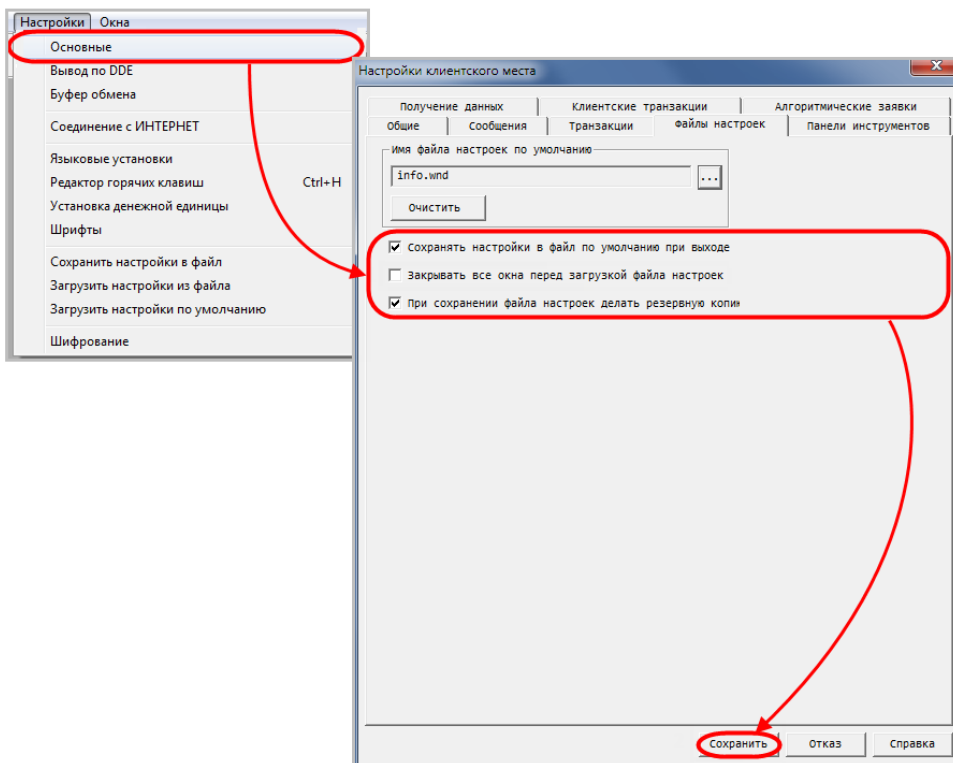 Настройки Окна
Основные
Вывод по DDE
Буфер обмена
Соединение с ИНТЕРНЕТ
Языковые установки
Редактор горячих клавиш Ctrl+H
Установка денежной единицы
Шрифты
Сохранить настройки в файл
Загрузить настройки из файла
Загрузить настройки по умолчанию
Шифрование
Настройки клиентского места
Получение данных Клиентские транзакции Алгоритмические заявки
Общие Сообщения Транзакции Файлы настроек Панели инструментов
Имя файла настроек по умолчанию
info.wnd ...
Очистить
Сохранять настройки в файл по умолчанию при выходе
Закрывать все окна перед загрузкой файла настроек
При сохранении файла настроек делать резервную копию
Сохранить Отказ Справка